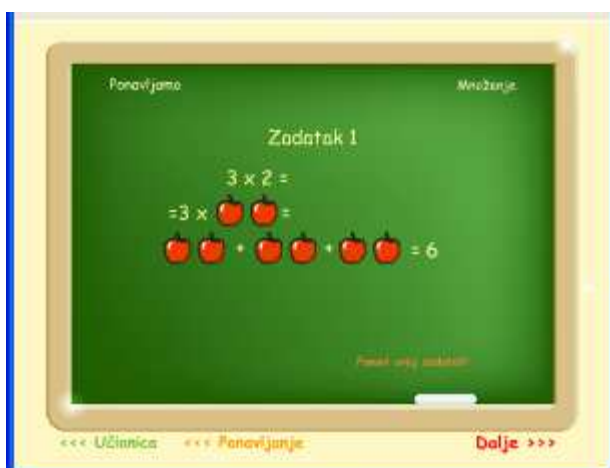 Ponavljamo
Množenje
Zadatak 1
3 x 2 =
=3 x =
+ + = 6
<<< Učionica
<<< Ponavljanje
Dalje >>>